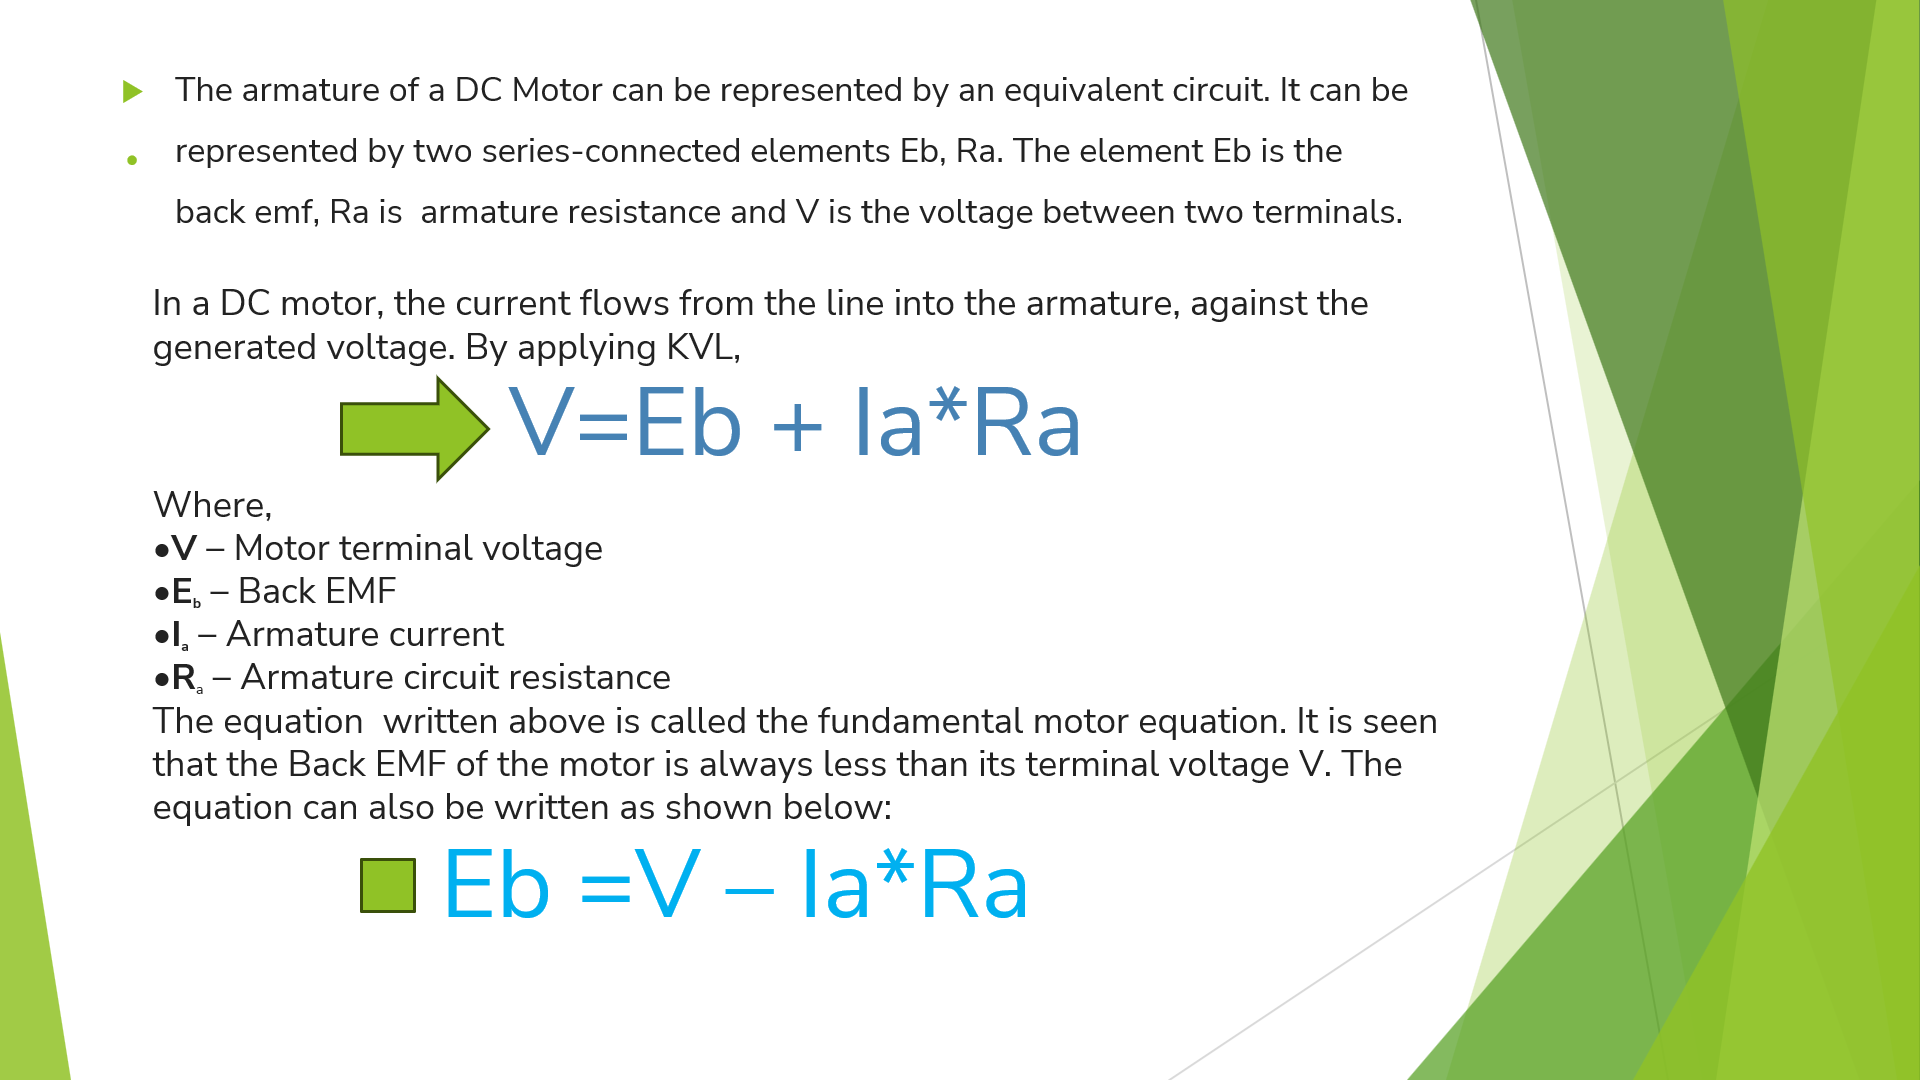 The armature of a DC Motor can be represented by an equivalent circuit. It can be
represented by two series-connected elements Eb, Ra. The element Eb is the
back emf, Ra is  armature resistance and V is the voltage between two terminals.
In a DC motor, the current flows from the line into the armature, against the
generated voltage. By applying KVL,
V=Eb + Ia*Ra
Where,
•V – Motor terminal voltage
•Eb – Back EMF
•Ia – Armature current
•Ra – Armature circuit resistance
The equation  written above is called the fundamental motor equation. It is seen
that the Back EMF of the motor is always less than its terminal voltage V. The
equation can also be written as shown below:
Eb =V – Ia*Ra